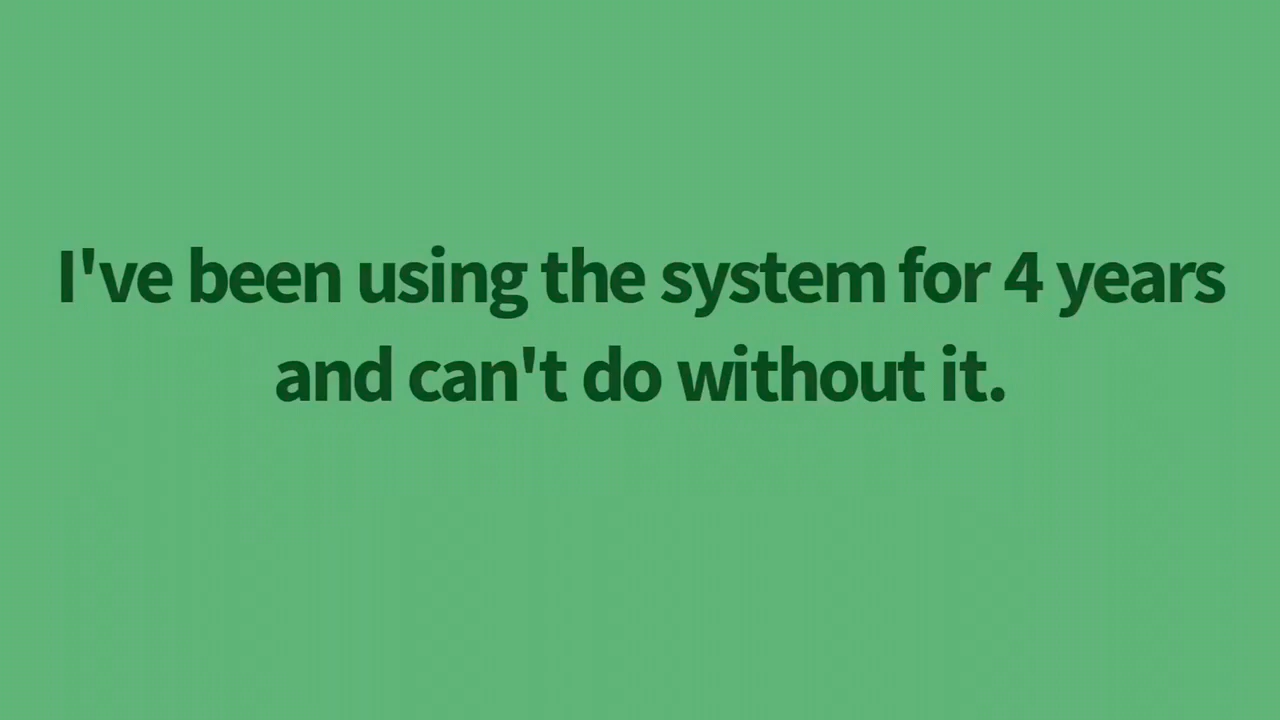 I've been using the system for 4 years
and can't do without it.